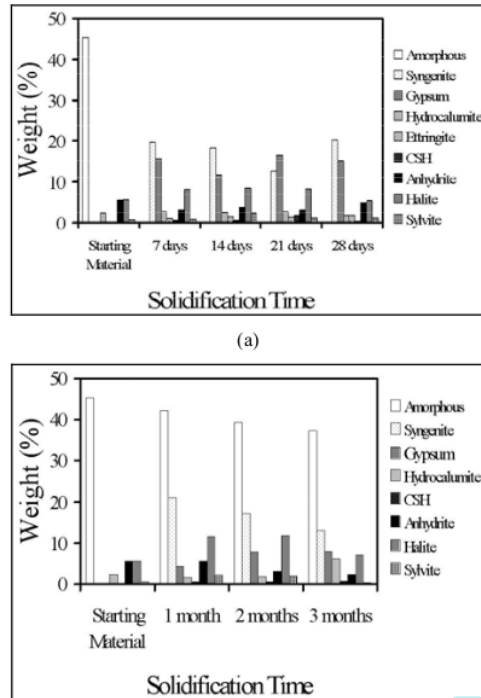 50
40
30
20
10
0
Weight (%)
Starting Material
7 days
14 days
21 days
28 days
Solidification Time
Amorphous
Syngenite
Gypsum
Hydrocalumite
Ettringite
CSH
Anhydrite
Halite
Sylvite
(a)
50
40
30
20
10
0
Weight (%)
Starting Material
1 month
2 months
3 months
Solidification Time
Amorphous
Syngenite
Gypsum
Hydrocalumite
CSH
Anhydrite
Halite
Sylvite